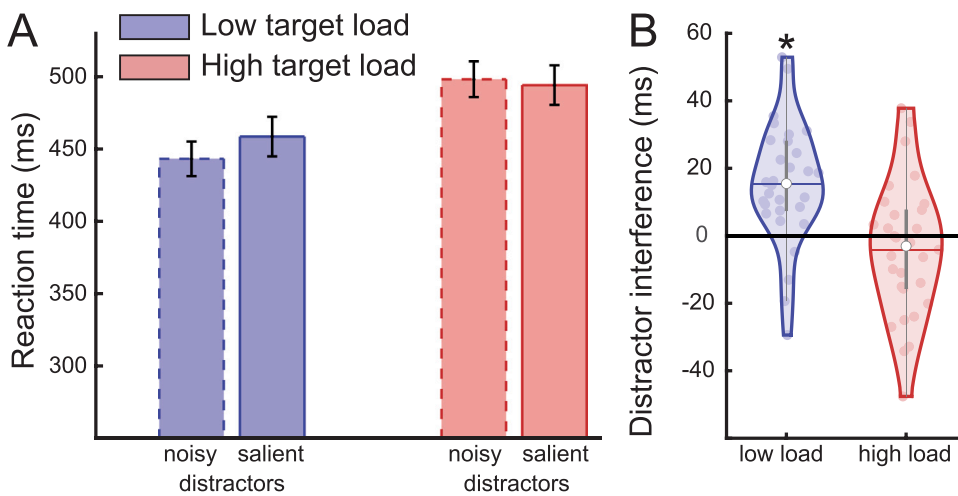 A
Low target load
High target load
Reaction time (ms)
500
450
400
350
300
noisy salient
distractors
noisy salient
distractors
B
*
Distractor interference (ms)
60
40
20
0
-20
-40
low load
high load